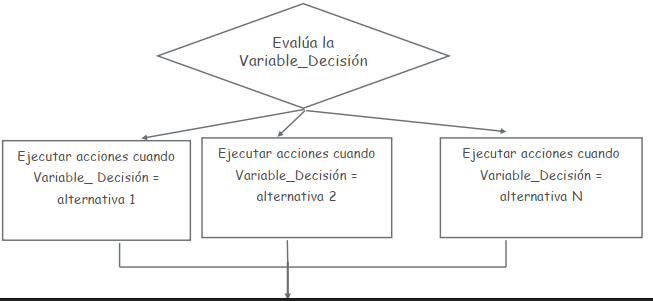 Evalúa la
Variable_Decisión
Ejecutar acciones cuando
Variable_ Decisión =
alternativa 1
Ejecutar acciones cuando
Variable_Decisión =
alternativa 2
Ejecutar acciones cuando
Variable_Decisión =
alternativa N